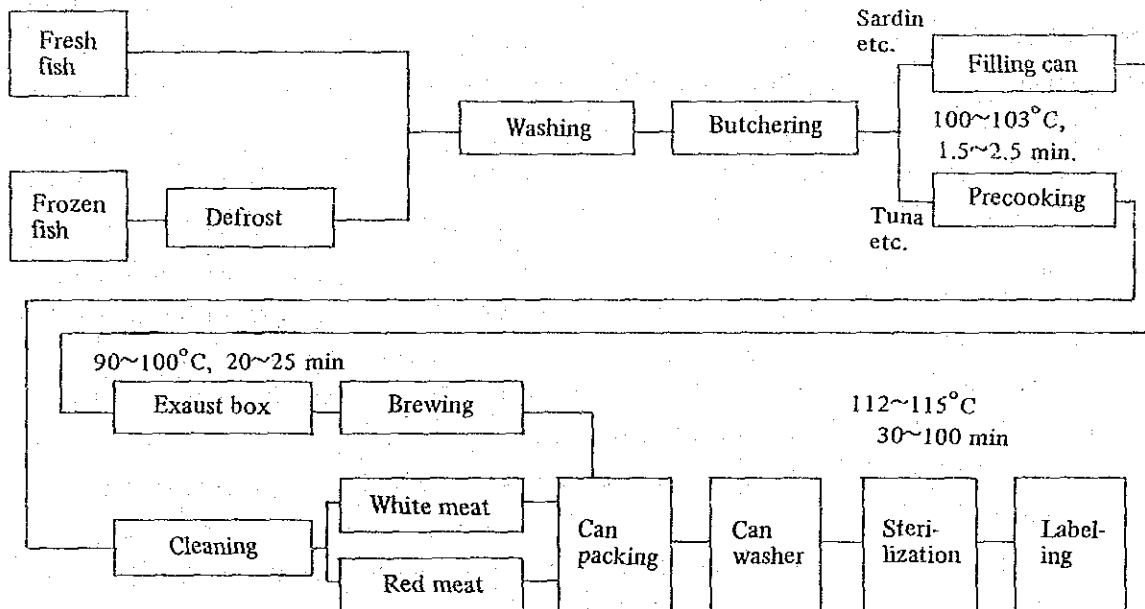 Fresh
fish
Frozen
fish
Defrost
Washing
Butchering
Sardin
etc.
Filling can
100~103°C,
1.5~2.5 min.
Tuna
etc.
Precooking
90~100°C, 20~25 min
Exaust box
Brewing
Cleaning
White meat
Red meat
Can
packing
Can
washer
112~115°C
30~100 min
Steri-
lization
Label-
ing